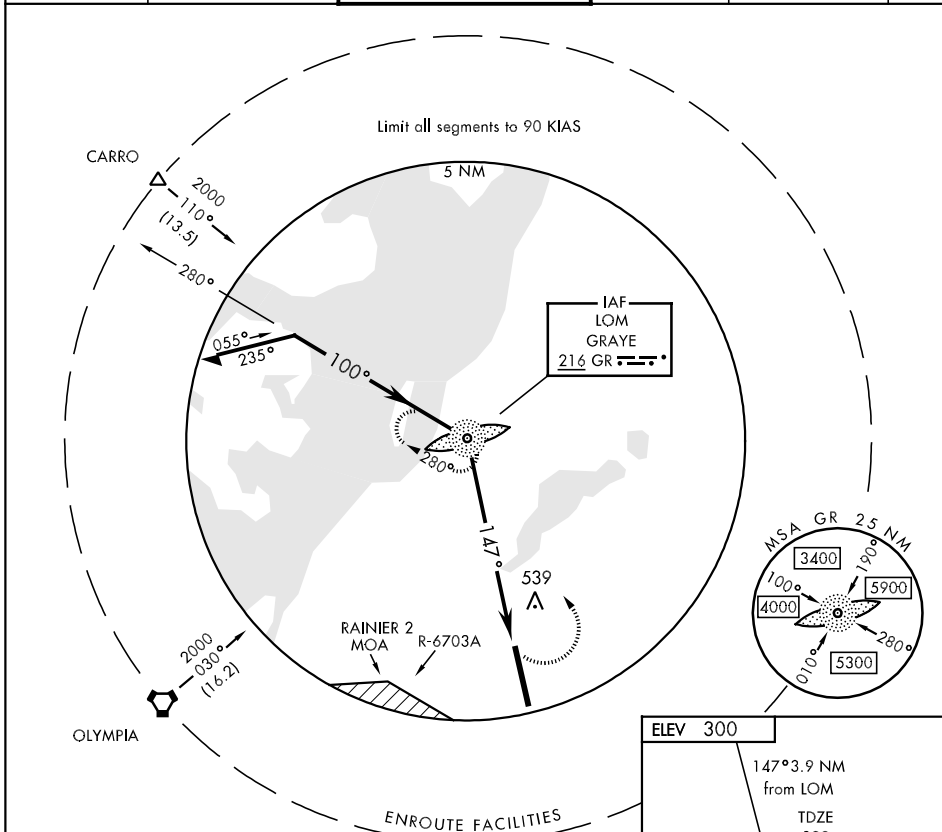 Limit all segments to 90 KIAS
CARRO
5 NM
2000
110°
(13.5)
280°
IAF
LOM
GRAYE
216 GR
055°
235°
100°
280°
147°
MSA GR 25 NM
3400
190°
100°
5900
4000
280°
010°
5300
539
RAINIER 2
MOA
R-6703A
2000
030°
(16.2)
OLYMPIA
ELEV 300
147° 3.9 NM
from LOM
TDZE
ENROUTE FACILITIES